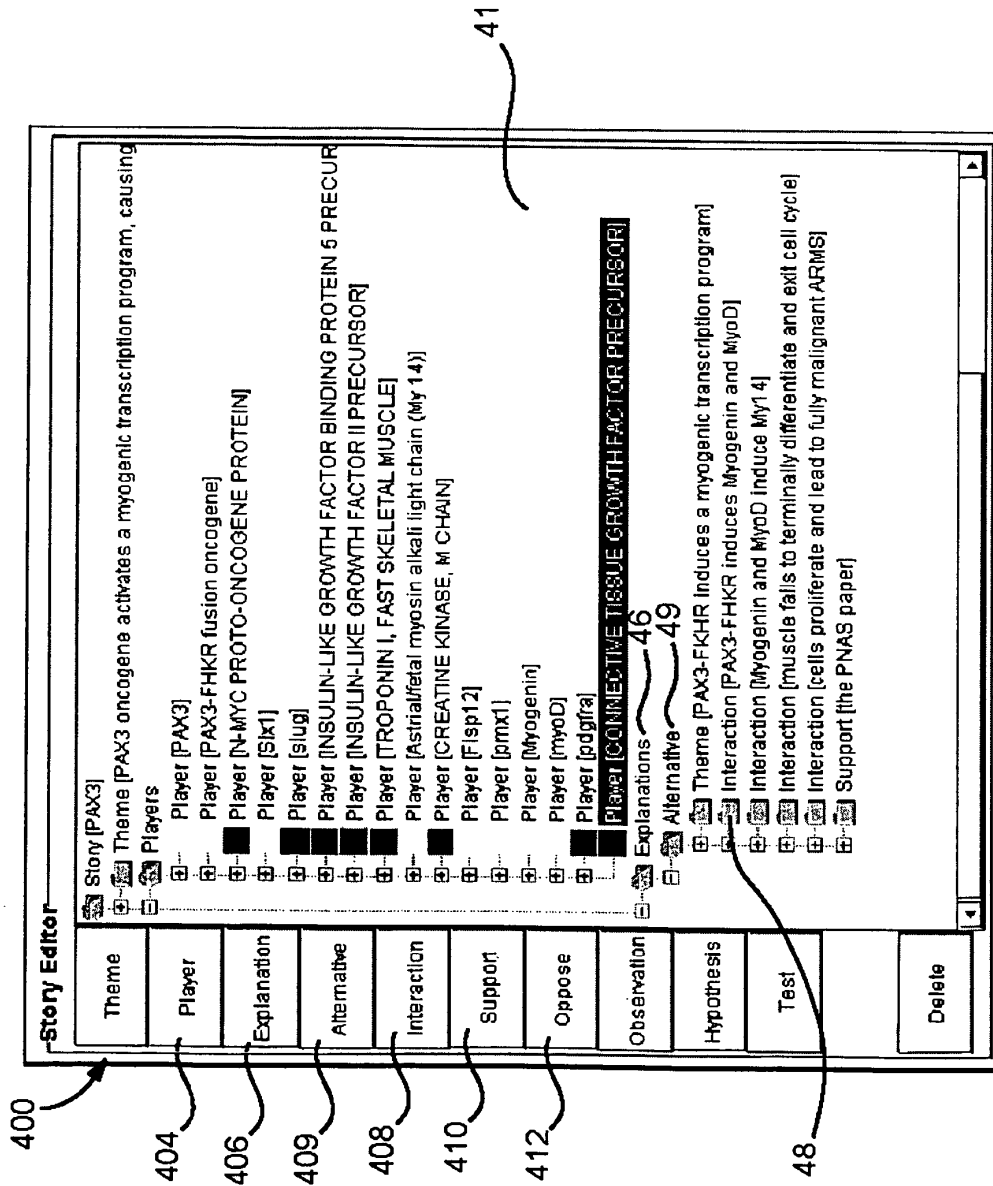 400
Story Editor
Theme
404
Player
406
Explanation
409
Alternative
408
Interaction
410
Support
412
Oppose
Observation
Hypothesis
Test
Delete
Story [PAX3]
Theme [PAX3 oncogene activates a myogenic transcription program, causing
Players
Player [PAX3]
Player [PAX3-FHKR fusion oncogene]
Player [N-MYC PROTO-ONCOGENE PROTEIN]
Player [Six1]
Player [slug]
Player [INSULIN-LIKE GROWTH FACTOR BINDING PROTEIN 5 PRECUR
Player [INSULIN-LIKE GROWTH FACTOR II PRECURSOR]
Player [TROPONIN I, FAST SKELETAL MUSCLE]
Player [Astrial/fetal myosin alkali light chain (My 14)]
Player [CREATINE KINASE, M CHAIN]
Player [Fisp12]
Player [pmx1]
Player [Myogenin]
Player [myoD]
Player [pdgfra]
Player [CONNECTIVE TISSUE GROWTH FACTOR PRECURSOR]
Explanations 46
Alternative 49
Theme [PAX3-FKHR Induces a myogenic transcription program]
Interaction [PAX3-FHKR induces Myogenin and MyoD]
Interaction [Myogenin and MyoD induce My14]
Interaction [muscle fails to terminally differentiate and exit cell cycle]
Interaction [cells proliferate and lead to fully malignant ARMS]
Support [the PNAS paper]
41
48